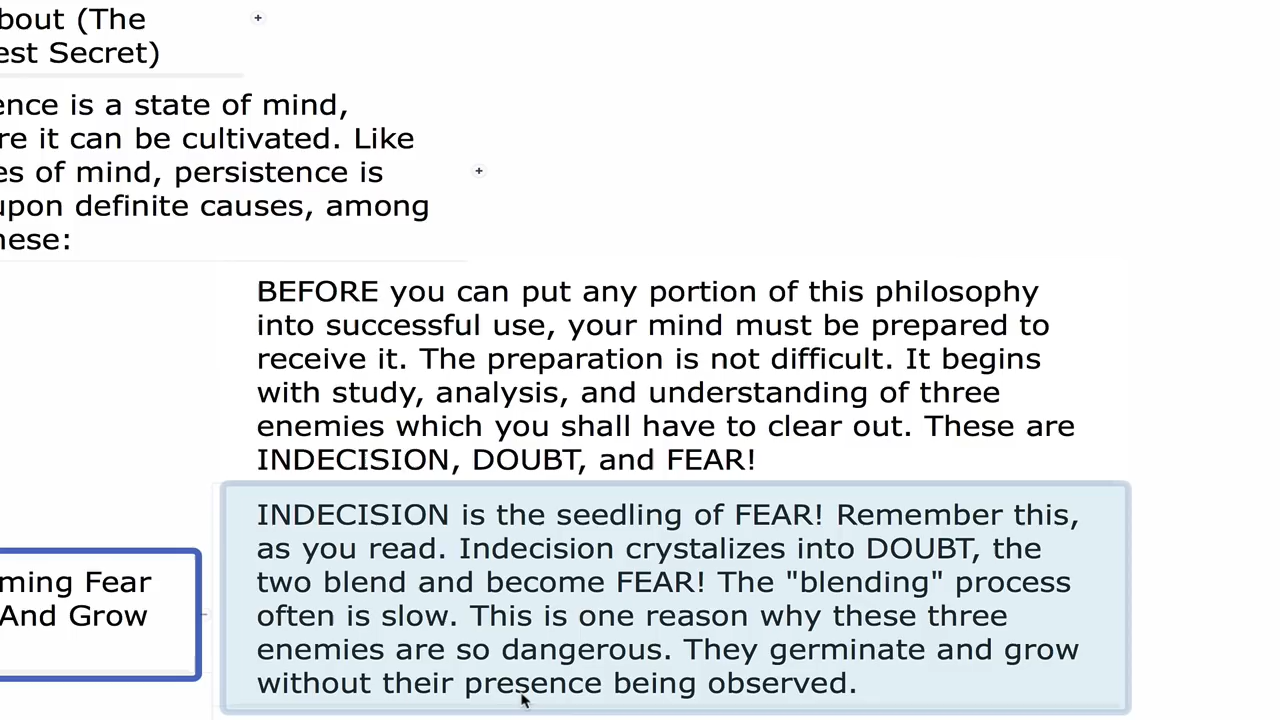 bout (The
est Secret)
ence is a state of mind,
re it can be cultivated. Like
es of mind, persistence is
upon definite causes, among
hese:
BEFORE you can put any portion of this philosophy
into successful use, your mind must be prepared to
receive it. The preparation is not difficult. It begins
with study, analysis, and understanding of three
enemies which you shall have to clear out. These are
INDECISION, DOUBT, and FEAR!
INDECISION is the seedling of FEAR! Remember this,
as you read. Indecision crystalizes into DOUBT, the
two blend and become FEAR! The "blending" process
often is slow. This is one reason why these three
enemies are so dangerous. They germinate and grow
without their presence being observed.
ming Fear
And Grow